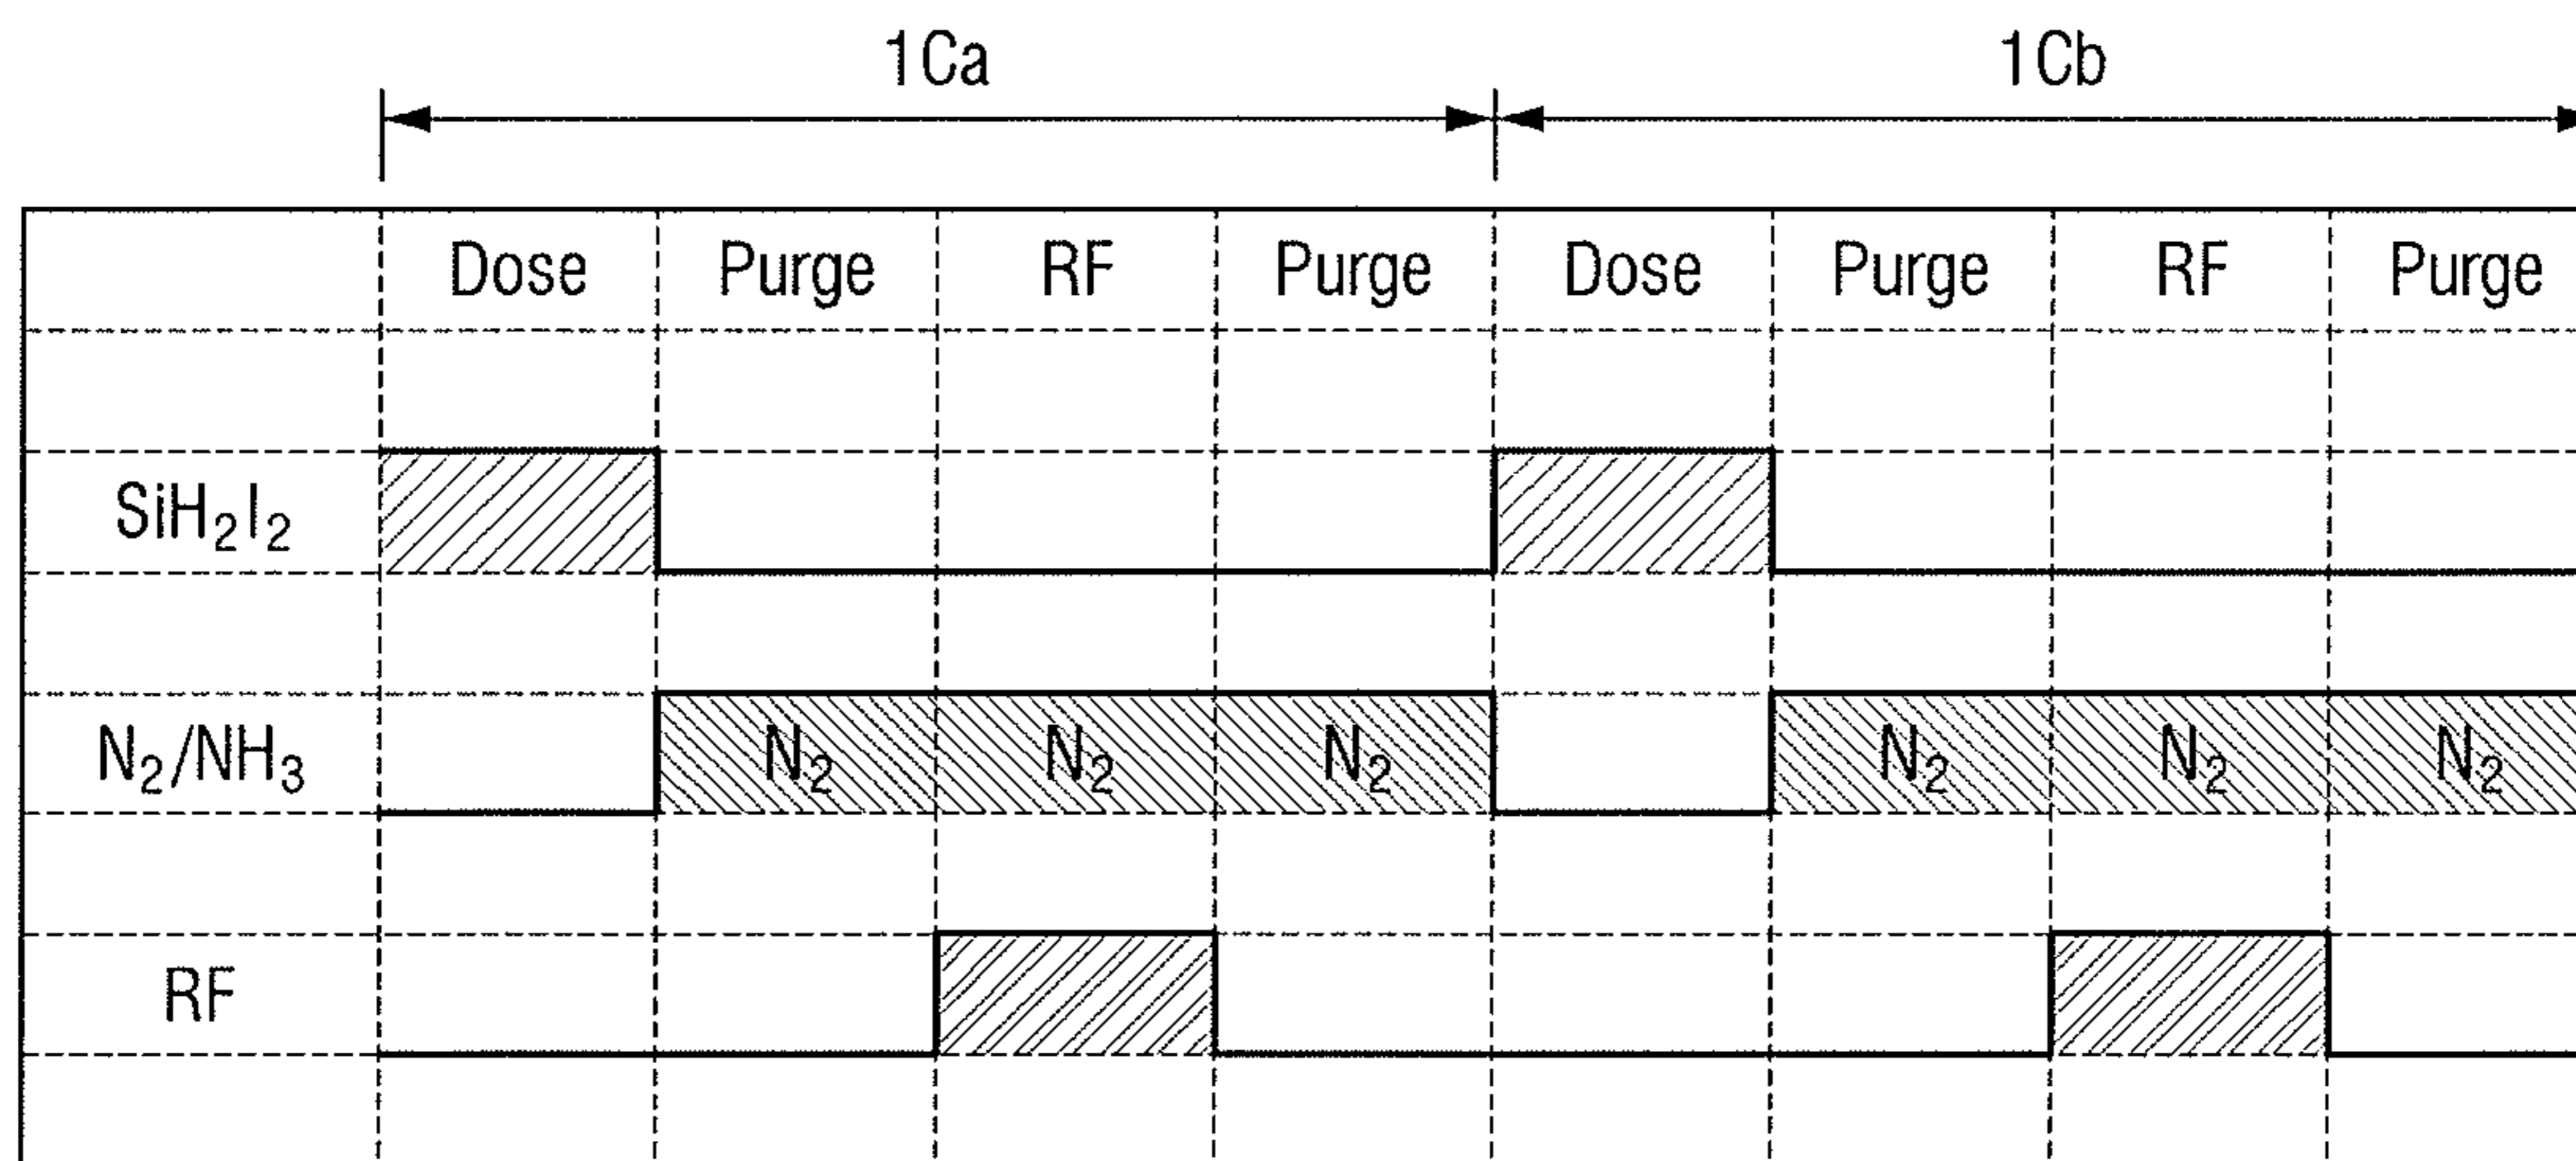 1Ca 1Cb
Dose Purge RF Purge Dose Purge RF Purge
SiH₂I₂
N₂/NH₃ N₂ N₂ N₂ N₂ N₂ N₂
RF